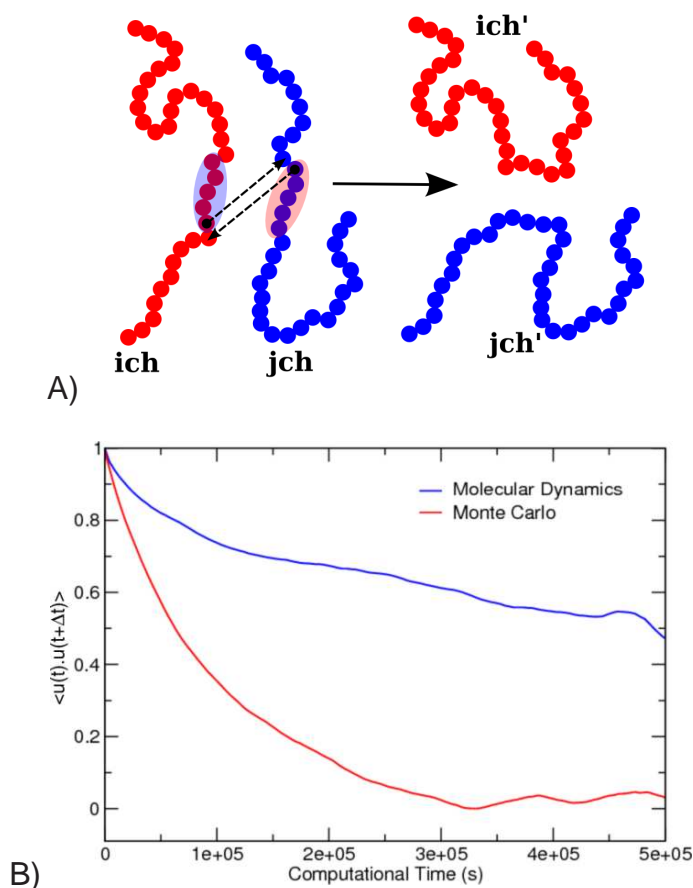 ich'
ich
jch
jch'
A)
1
0.8
0.6
0.4
0.2
0
<u(t).u(t+Δt)>
Molecular Dynamics
Monte Carlo
0
1e+05
2e+05
3e+05
4e+05
5e+05
Computational Time (s)
B)